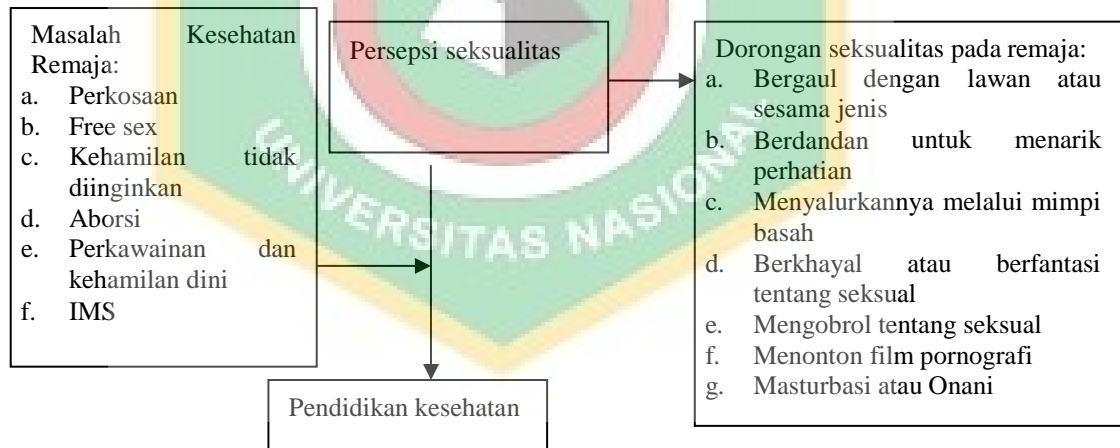 Masalah Kesehatan
Remaja:
a. Perkosaan
b. Free sex
c. Kehamilan tidak
diinginkan
d. Aborsi
e. Perkawainan dan
kehamilan dini
f. IMS
Persepsi seksualitas
Dorongan seksualitas pada remaja:
a. Bergaul dengan lawan atau
sesama jenis
b. Berdandan untuk menarik
perhatian
c. Menyalurkannya melalui mimpi
basah
d. Berkhayal atau berfantasi
tentang seksual
e. Mengobrol tentang seksual
f. Menonton film pornografi
g. Masturbasi atau Onani
Pendidikan kesehatan
UNIVERSITAS NASIONAL